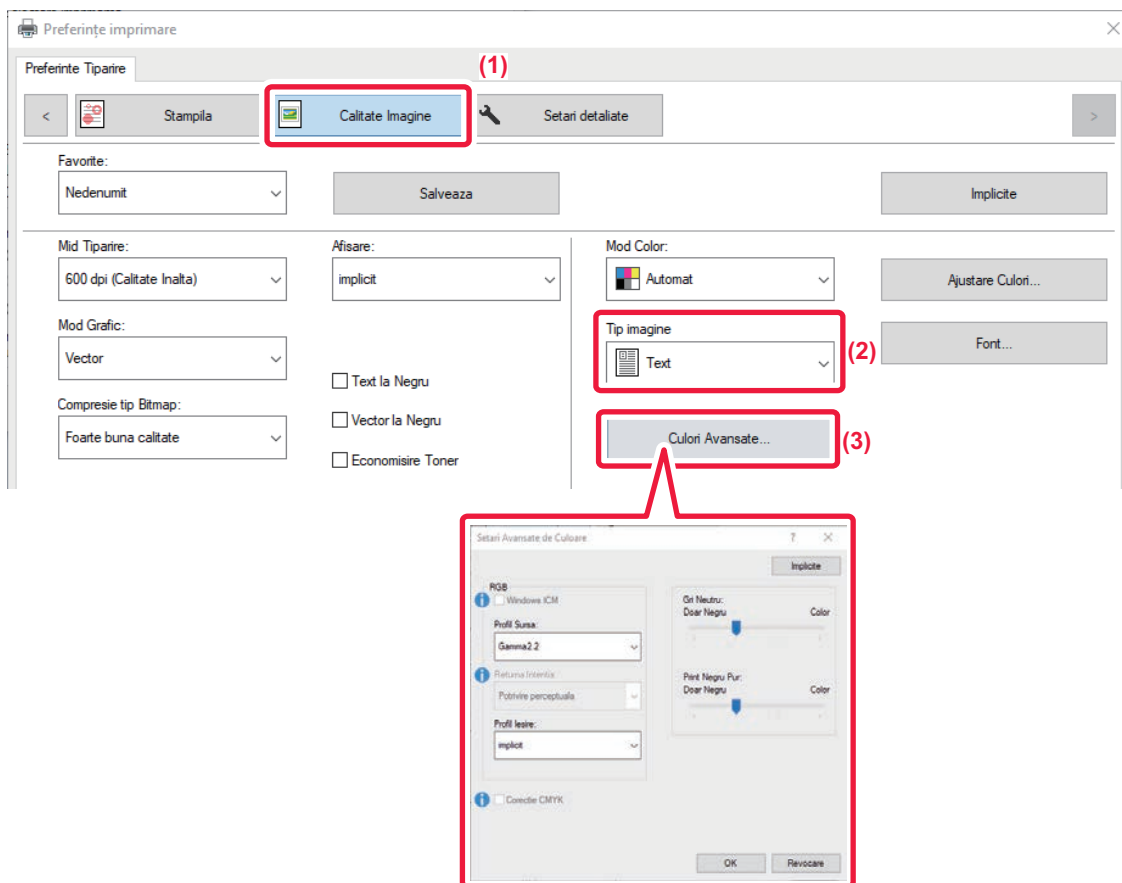 Preferințe imprimare
Preferinte Tiparire
(1)
<
Stampila
Calitate Imagine
Setari detaliate
>
Favorite:
Nedenumit
Salveaza
Implicite
Mid Tiparire:
600 dpi (Calitate Inalta)
Afisare:
implicit
Mod Color:
Automat
Ajustare Culori...
Mod Grafic:
Vector
Tip imagine
Text
(2)
Font...
Text la Negru
Compresie tip Bitmap:
Foarte buna calitate
Vector la Negru
Economisire Toner
Culori Avansate...
(3)
Setari Avansate de Culoare
?
Implicite
RGB
Windows ICM
Profil Sursa:
Gamma2.2
Returna Intentia:
Potrivire perceptuala
Profil Iesire:
implicit
Corectie CMYK
Gri Neutru:
Doar Negru Color
Print Negru Pur:
Doar Negru Color
OK
Revocare